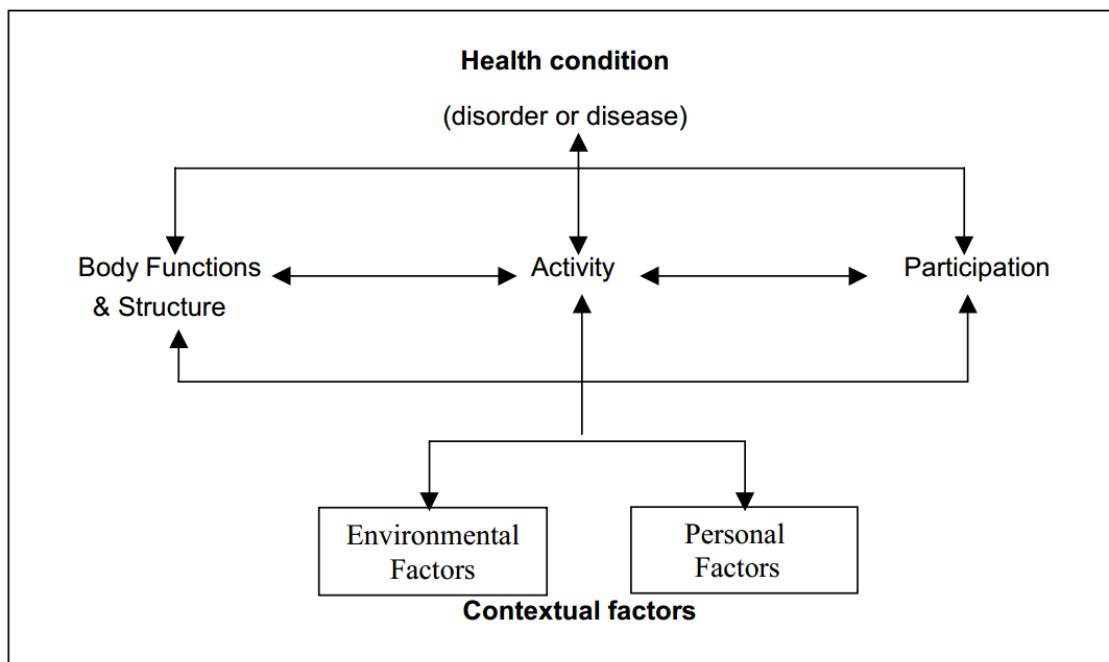 Health condition
(disorder or disease)
Body Functions
& Structure
Activity
Participation
Environmental
Factors
Personal
Factors
Contextual factors